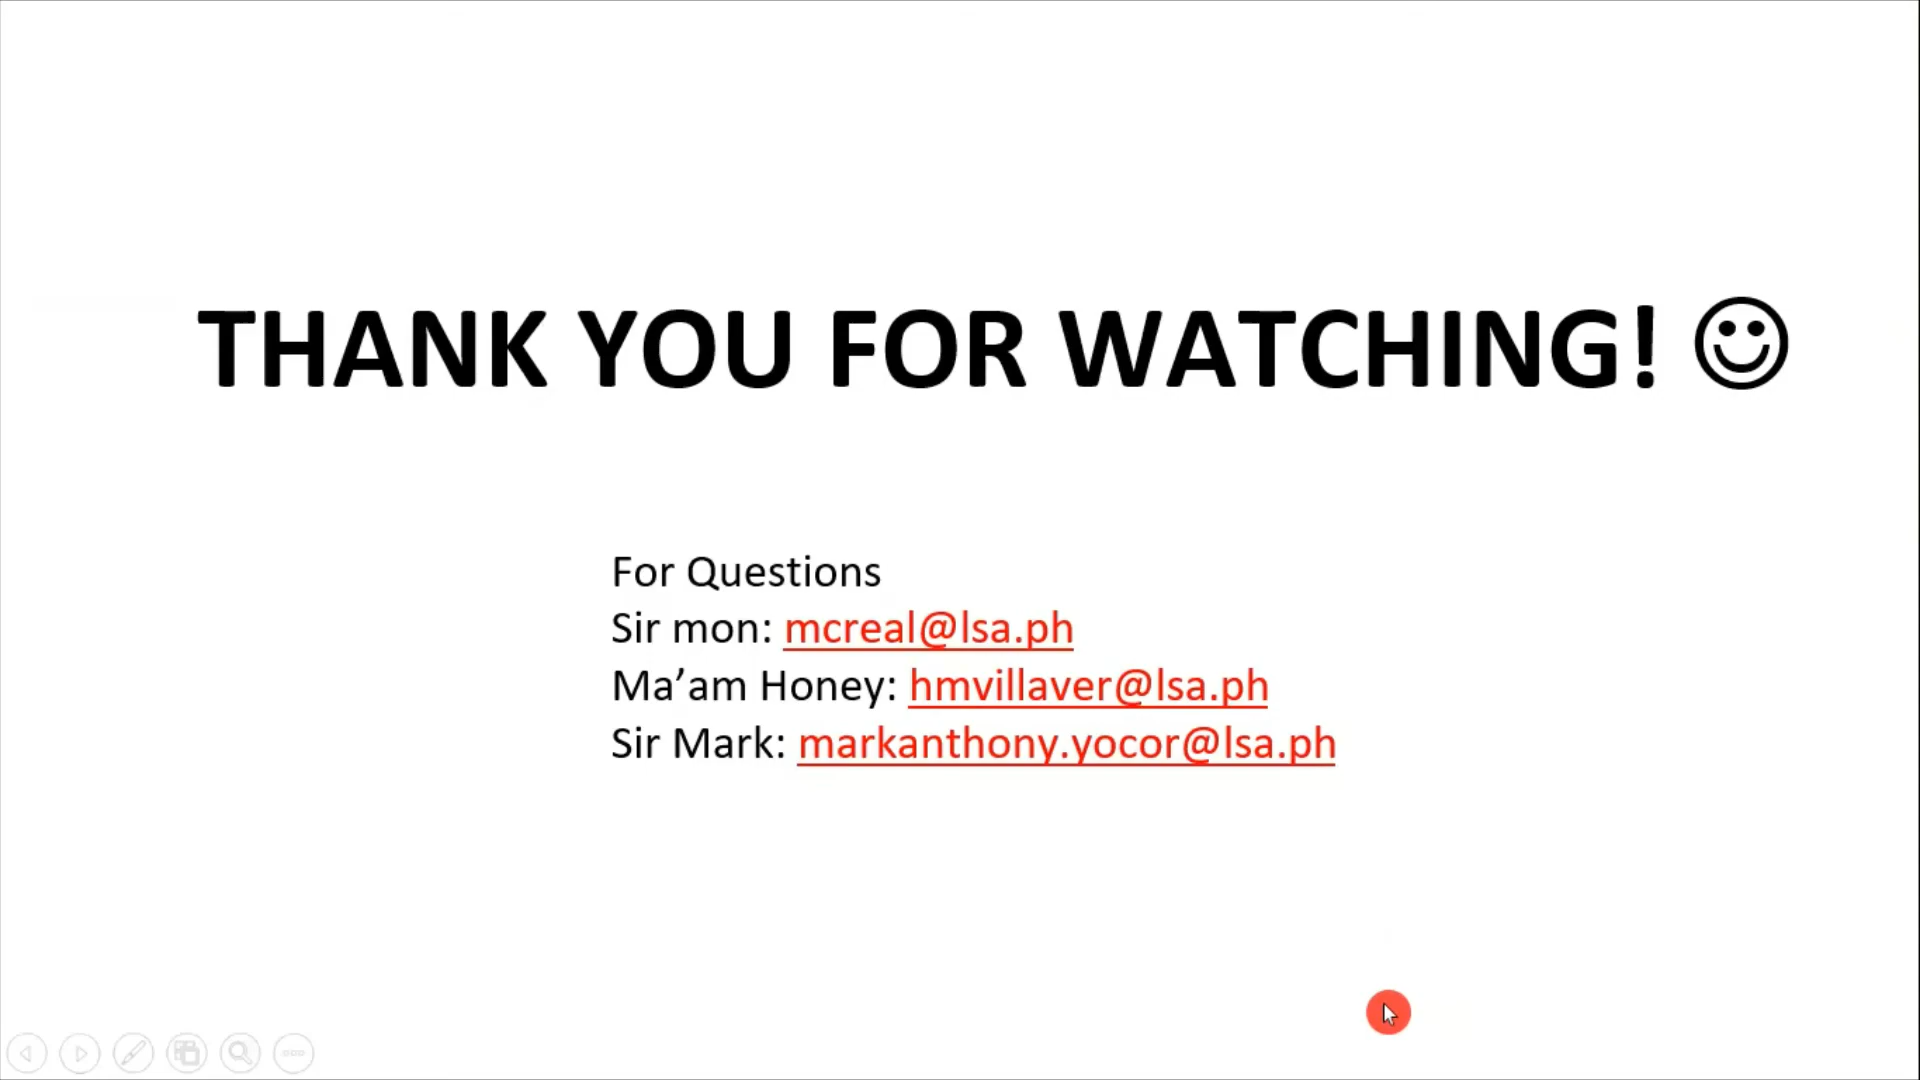 THANK YOU FOR WATCHING! ☺
For Questions
Sir mon: mcreal@lsa.ph
Ma’am Honey: hmvillaver@lsa.ph
Sir Mark: markanthony.yocor@lsa.ph